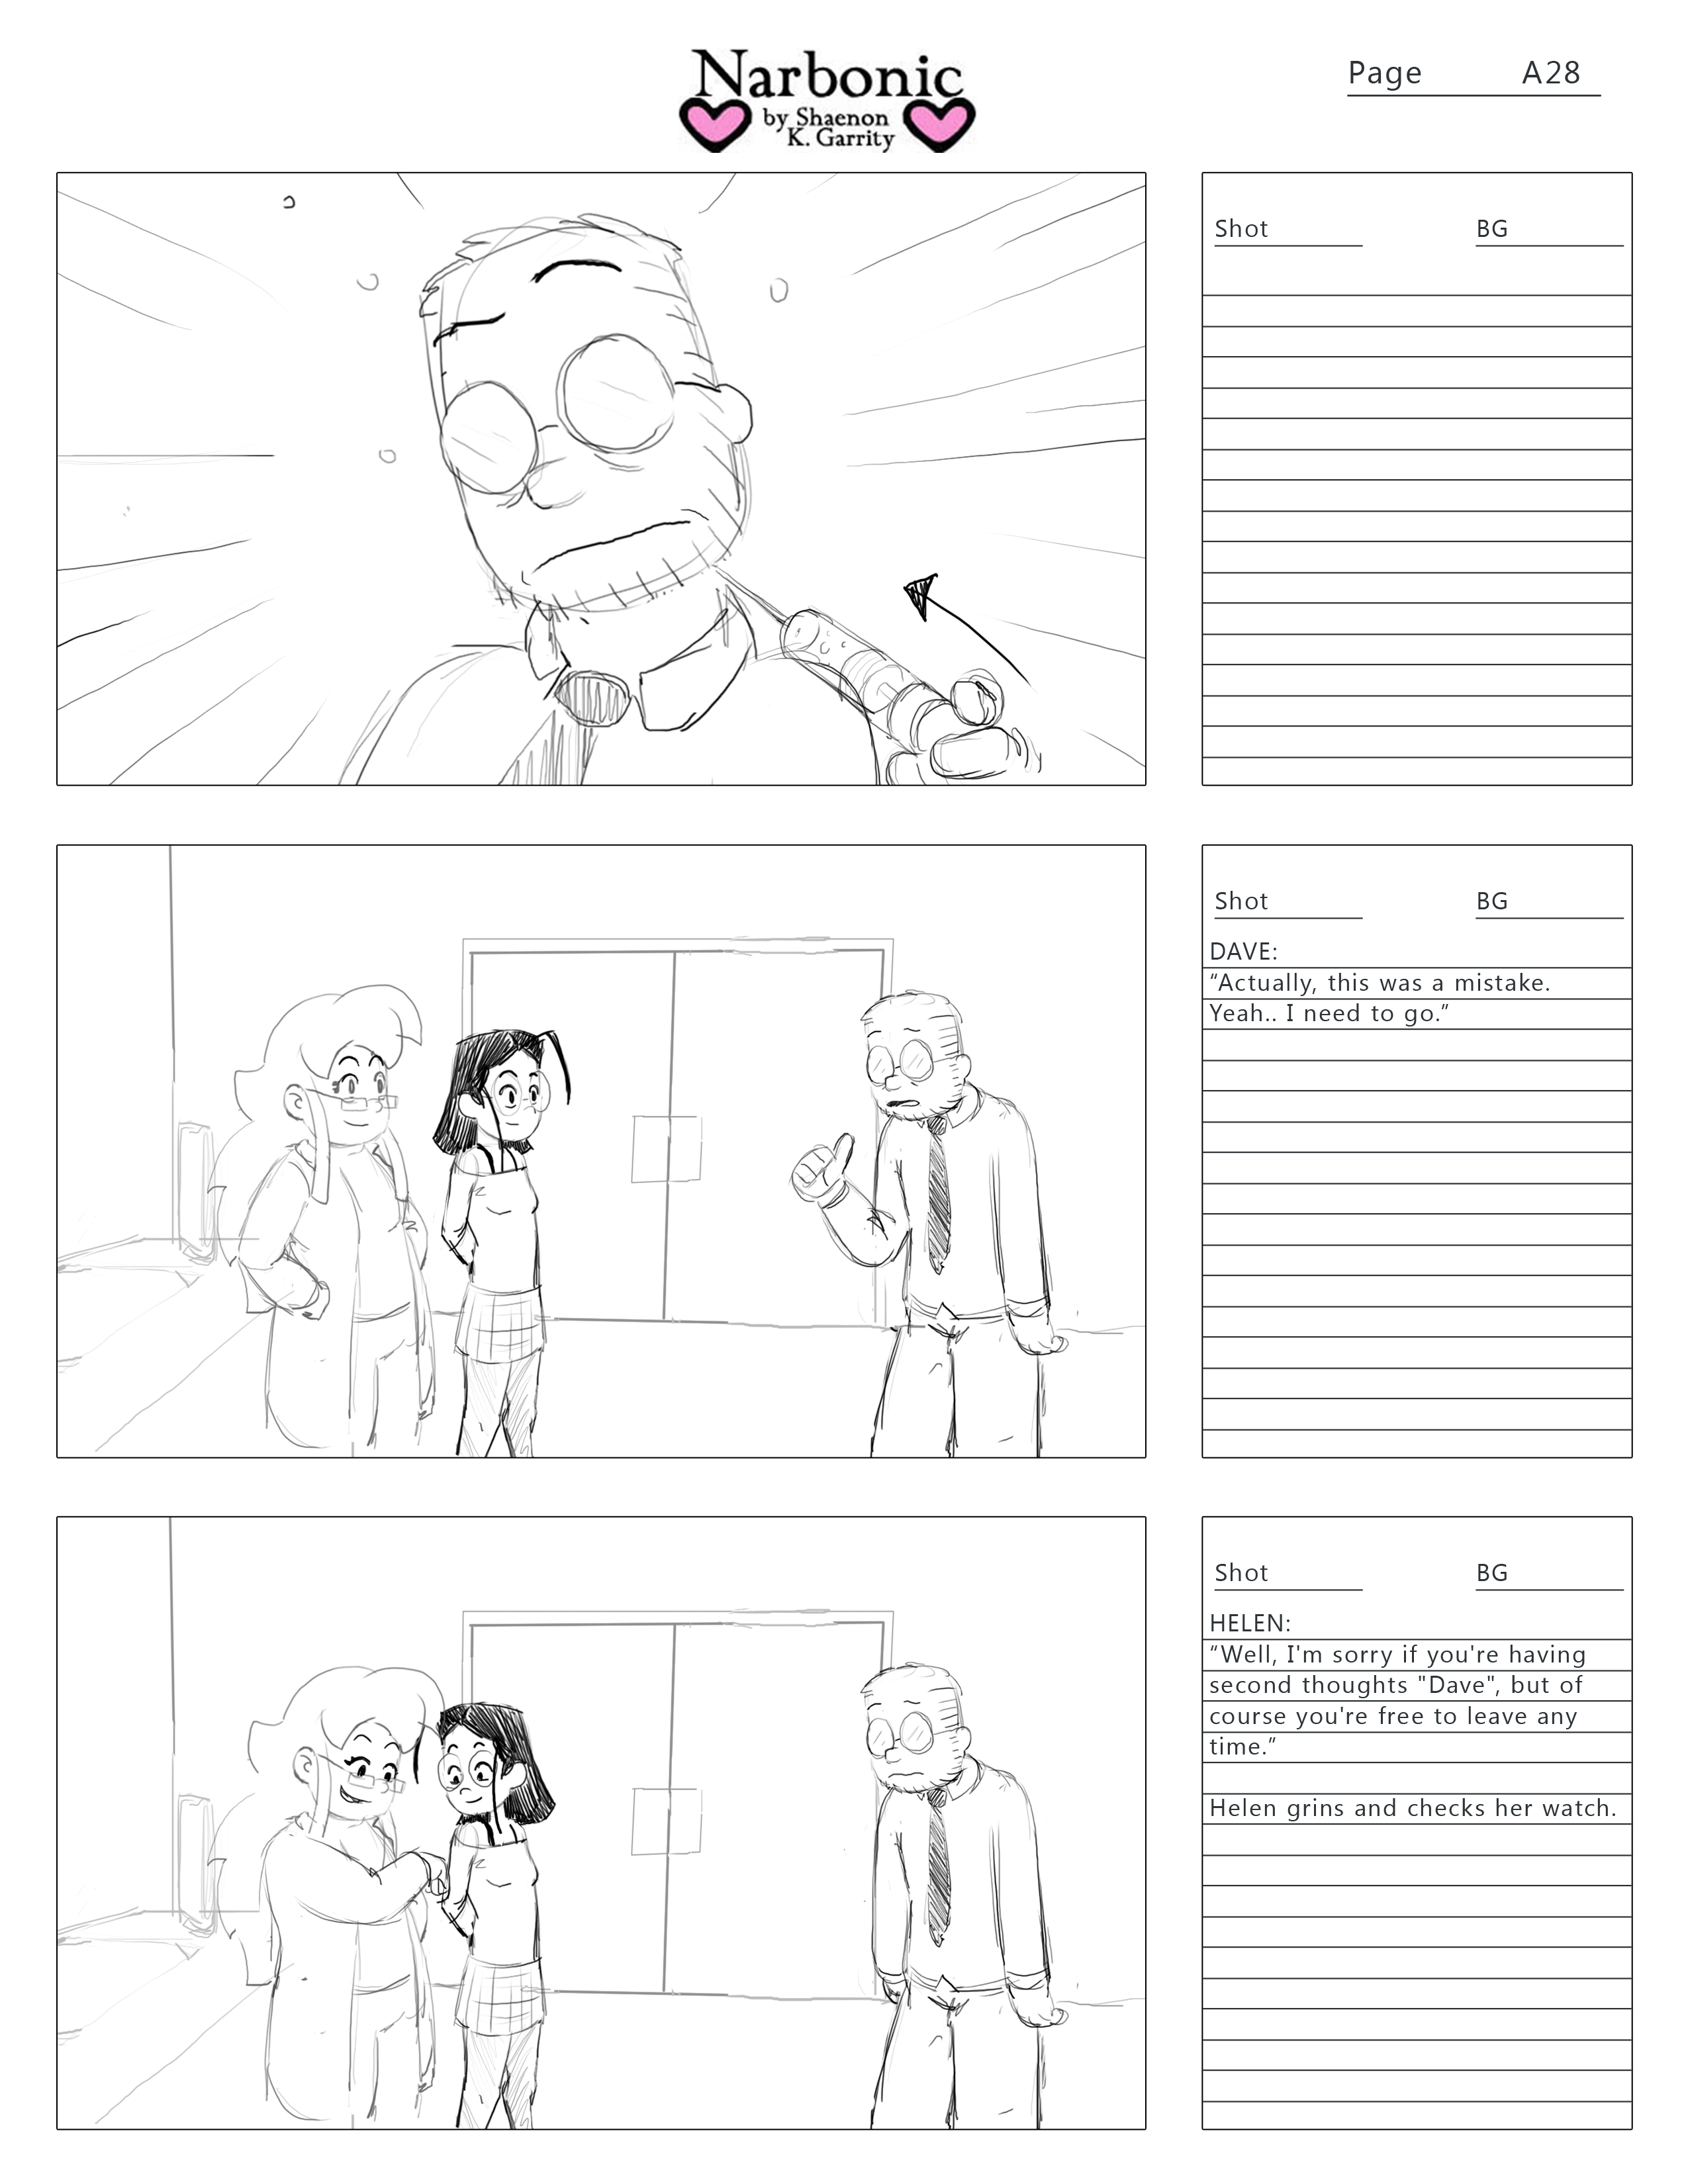 Narbonic
by Shaenon
K. Garrity
Page A28
Shot BG
Shot BG
DAVE:
“Actually, this was a mistake.
Yeah.. I need to go.”
Shot BG
HELEN:
“Well, I'm sorry if you're having
second thoughts "Dave", but of
course you're free to leave any
time.”
Helen grins and checks her watch.